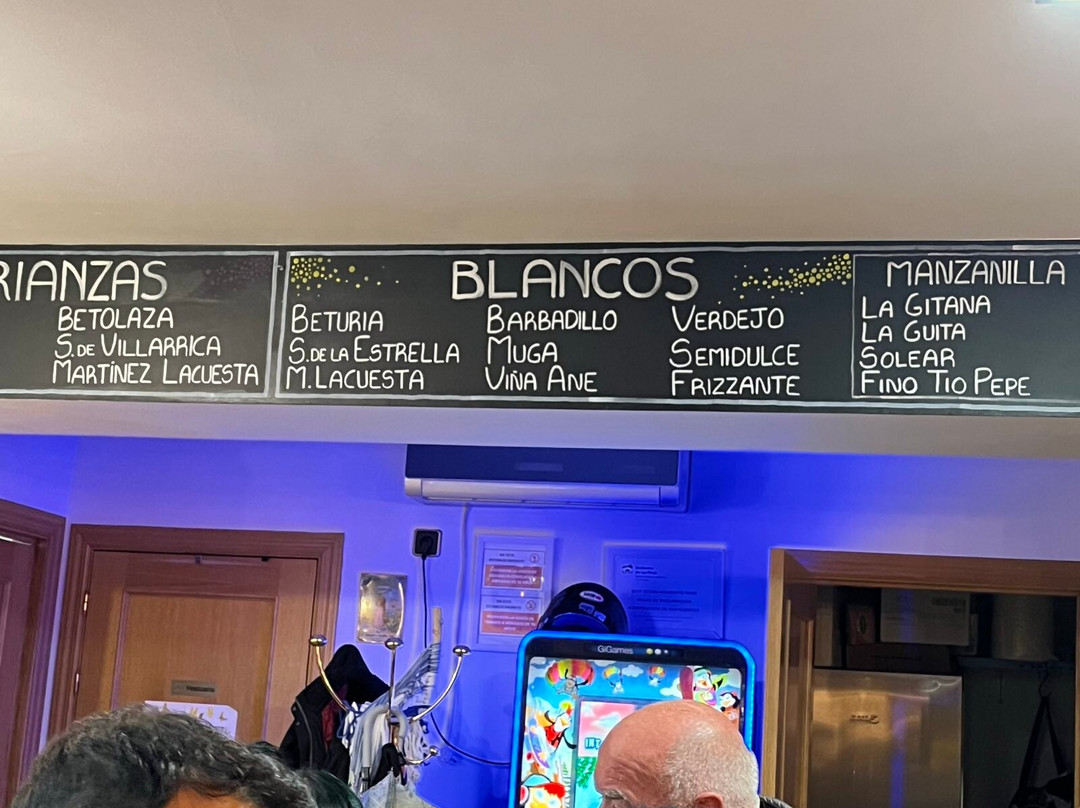 RIANZAS
BETOLAZA
S. DE VILLARRICA
MARTÍNEZ LACUESTA
BLANCOS
BETURIA
S. DE LA ESTRELLA
M. LACUESTA
BARBADILLO
MUGA
VIÑA ANE
VERDEJO
SEMIDULCE
FRIZZANTE
MANZANILLA
LA GITANA
LA GUITA
SOLEAR
FINO TIO PEPE
GiGames